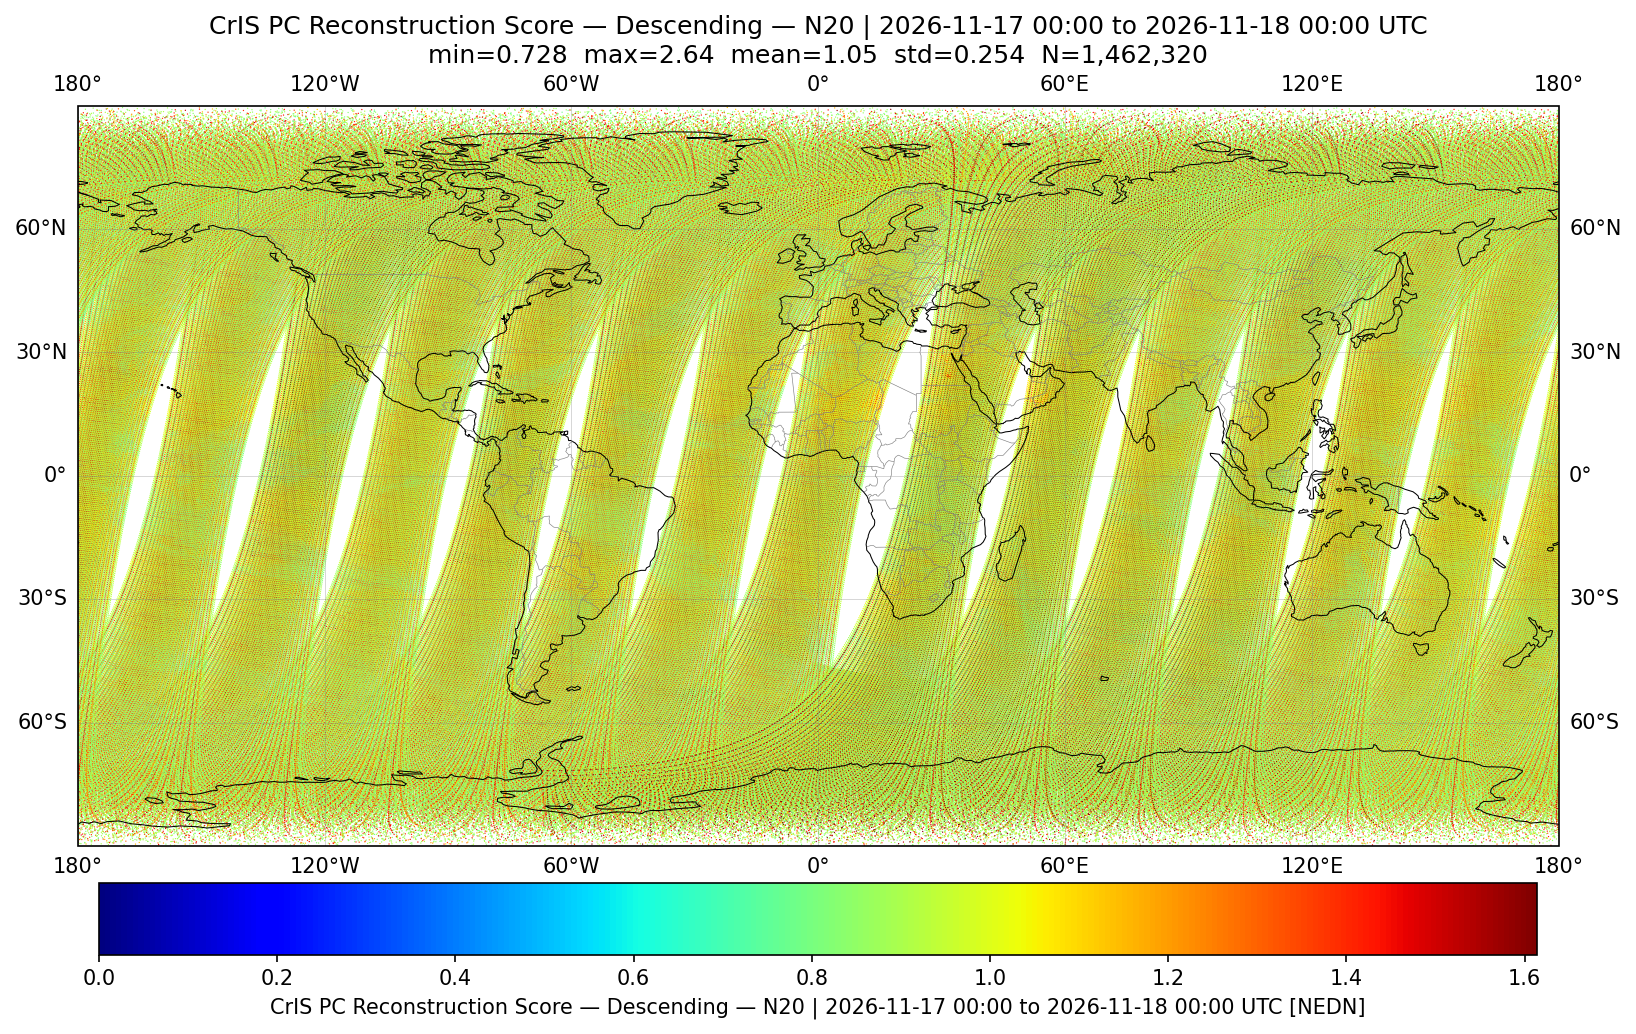 CrIS PC Reconstruction Score — Descending — N20 | 2026-11-17 00:00 to 2026-11-18 00:00 UTC
min=0.728 max=2.64 mean=1.05 std=0.254 N=1,462,320
180° 120°W 60°W 0° 60°E 120°E 180°
60°N 60°N
30°N 30°N
0° 0°
30°S 30°S
60°S 60°S
180° 120°W 60°W 0° 60°E 120°E 180°
0.0 0.2 0.4 0.6 0.8 1.0 1.2 1.4 1.6
CrIS PC Reconstruction Score — Descending — N20 | 2026-11-17 00:00 to 2026-11-18 00:00 UTC [NEDN]